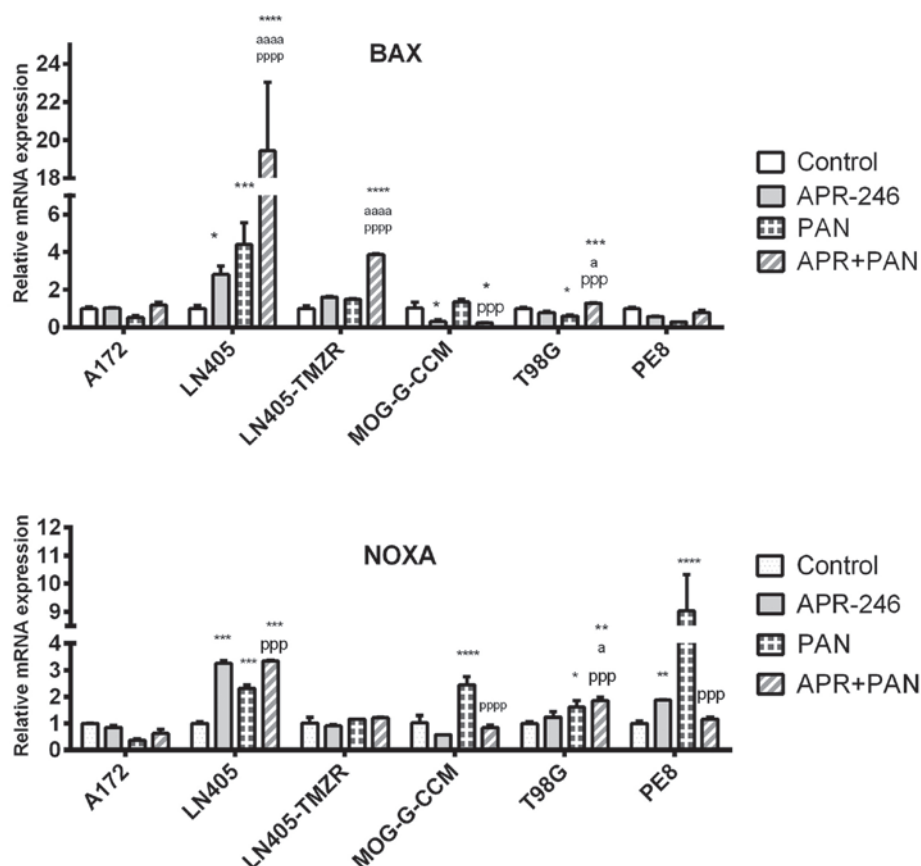 BAX
Relative mRNA expression
24
22
20
18
6
4
2
0
*
***
****
aaaa
pppp
****
aaaa
pppp
*
*
ppp
*
***
a
ppp
A172
LN405
LN405-TMZR
MOG-G-CCM
T98G
PE8
Control
APR-246
PAN
APR+PAN
NOXA
Relative mRNA expression
12
11
10
9
4
3
2
1
0
***
***
***
ppp
****
pppp
*
**
a
ppp
**
****
ppp
A172
LN405
LN405-TMZR
MOG-G-CCM
T98G
PE8
Control
APR-246
PAN
APR+PAN